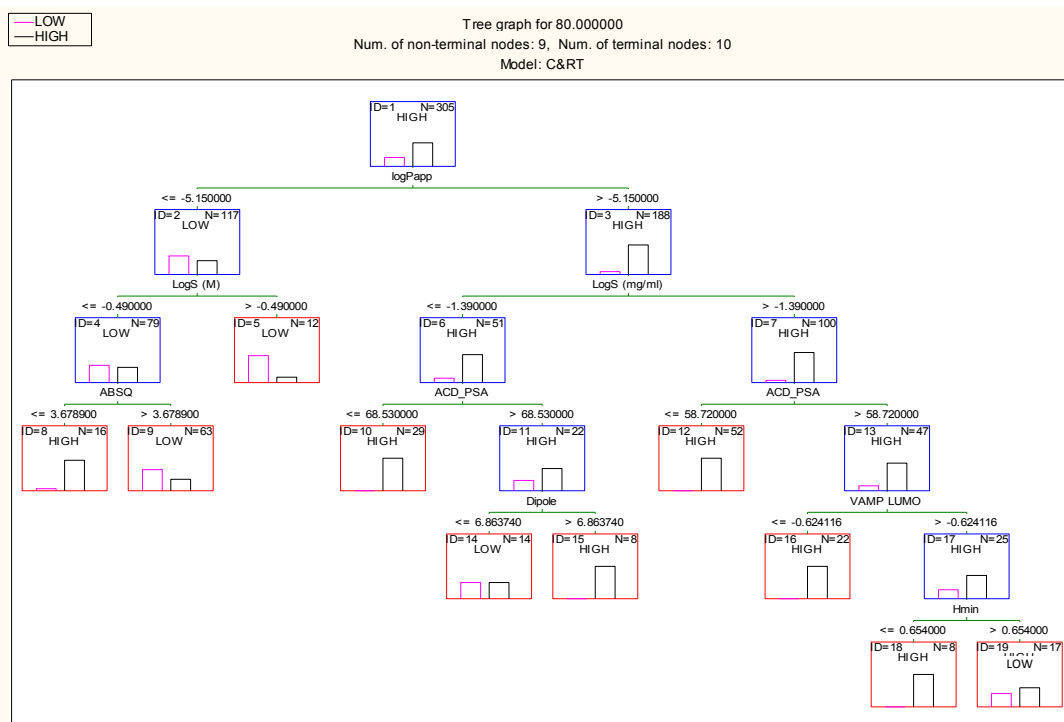 LOW
HIGH
Tree graph for 80.000000
Num. of non-terminal nodes: 9, Num. of terminal nodes: 10
Model: C&RT
ID=1 N=305
HIGH
logPapp
<= -5.150000 > -5.150000
ID=2 N=117 ID=3 N=188
LOW HIGH
LogS (M) LogS (mg/ml)
<= -0.490000 > -0.490000 <= -1.390000 > -1.390000
ID=4 N=79 ID=5 N=12 ID=6 N=51 ID=7 N=100
LOW LOW HIGH HIGH
ABSQ ACD_PSA ACD_PSA
<= 3.678900 > 3.678900 <= 68.530000 > 68.530000 <= 58.720000 > 58.720000
ID=8 N=16 ID=9 N=63 ID=10 N=29 ID=11 N=22 ID=12 N=52 ID=13 N=47
HIGH LOW HIGH HIGH HIGH HIGH
Dipole VAMP LUMO
<= 6.863740 > 6.863740 <= -0.624116 > -0.624116
ID=14 N=14 ID=15 N=8 ID=16 N=22 ID=17 N=25
LOW HIGH HIGH HIGH
Hmin
<= 0.654000 > 0.654000
ID=18 N=8 ID=19 N=17
HIGH LOW